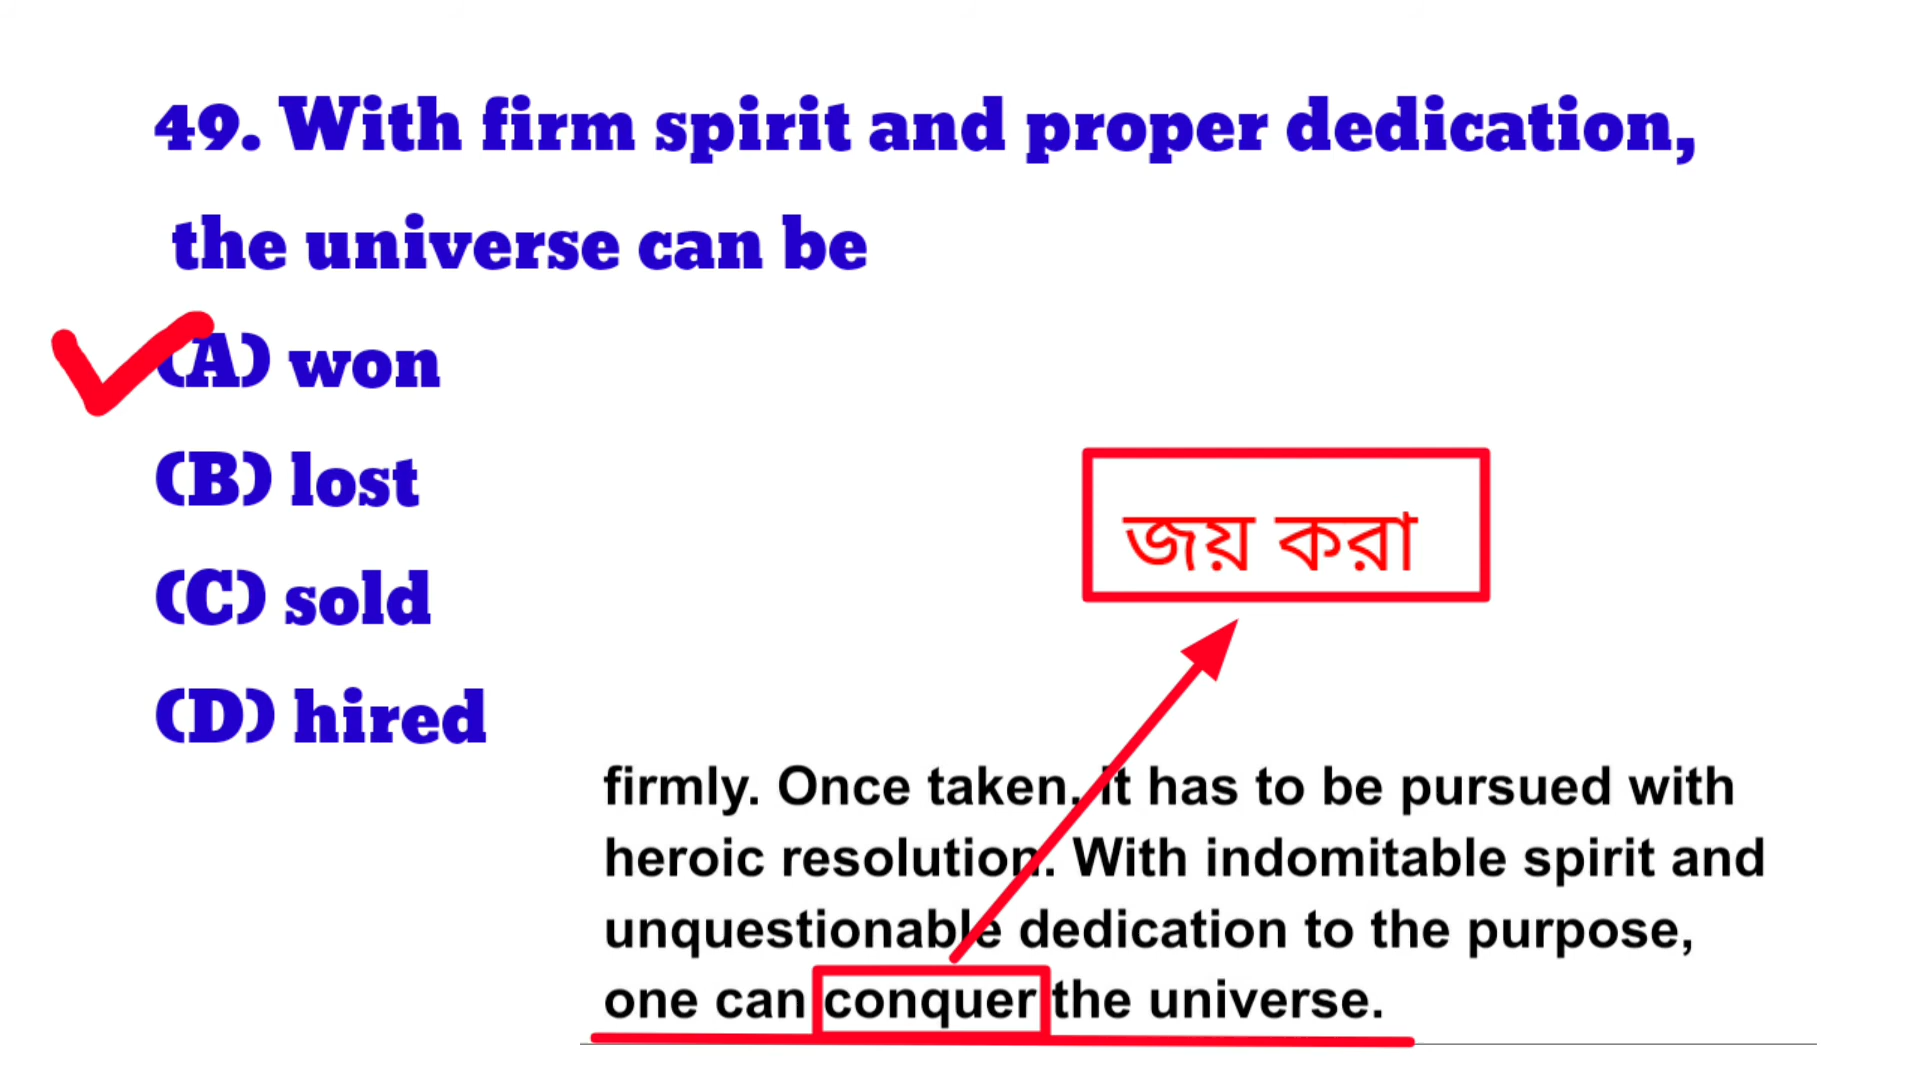 49. With firm spirit and proper dedication,
the universe can be
(A) won
(B) lost
(C) sold
(D) hired
জয় করা
firmly. Once taken, it has to be pursued with
heroic resolution. With indomitable spirit and
unquestionable dedication to the purpose,
one can conquer the universe.